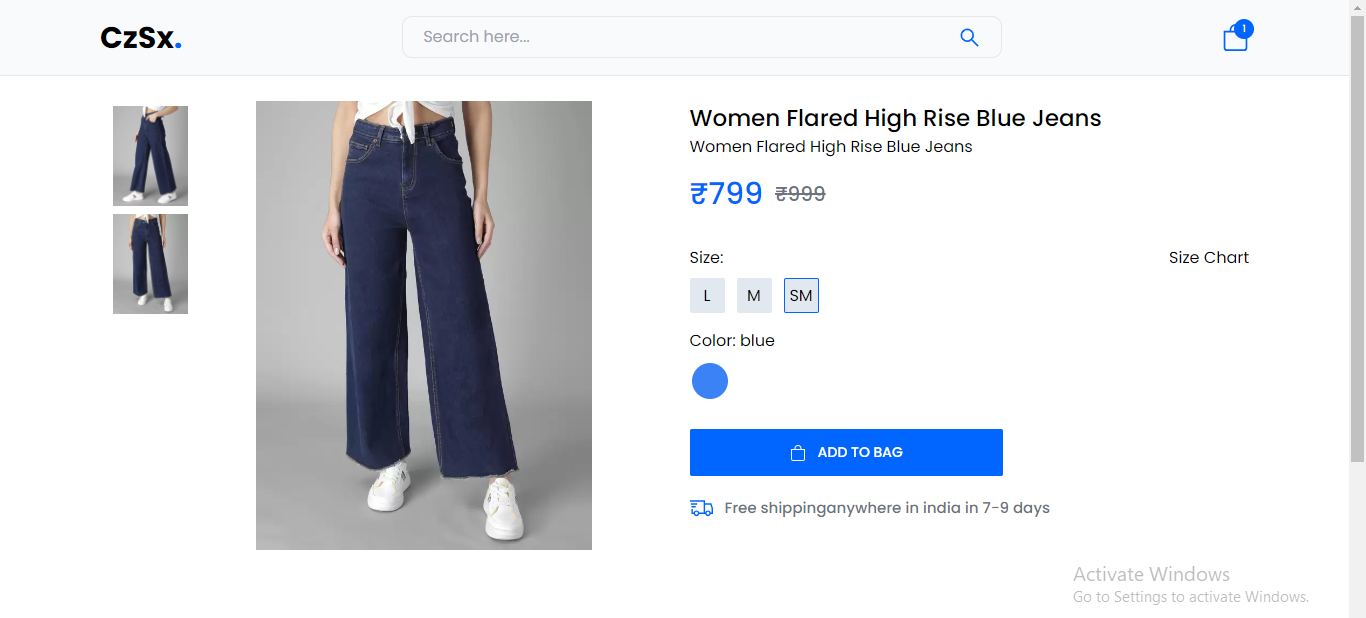 CzSx.
Search here...
1
Women Flared High Rise Blue Jeans
Women Flared High Rise Blue Jeans
₹799 ₹999
Size: Size Chart
L M SM
Color: blue
ADD TO BAG
Free shippinganywhere in india in 7-9 days
Activate Windows
Go to Settings to activate Windows.